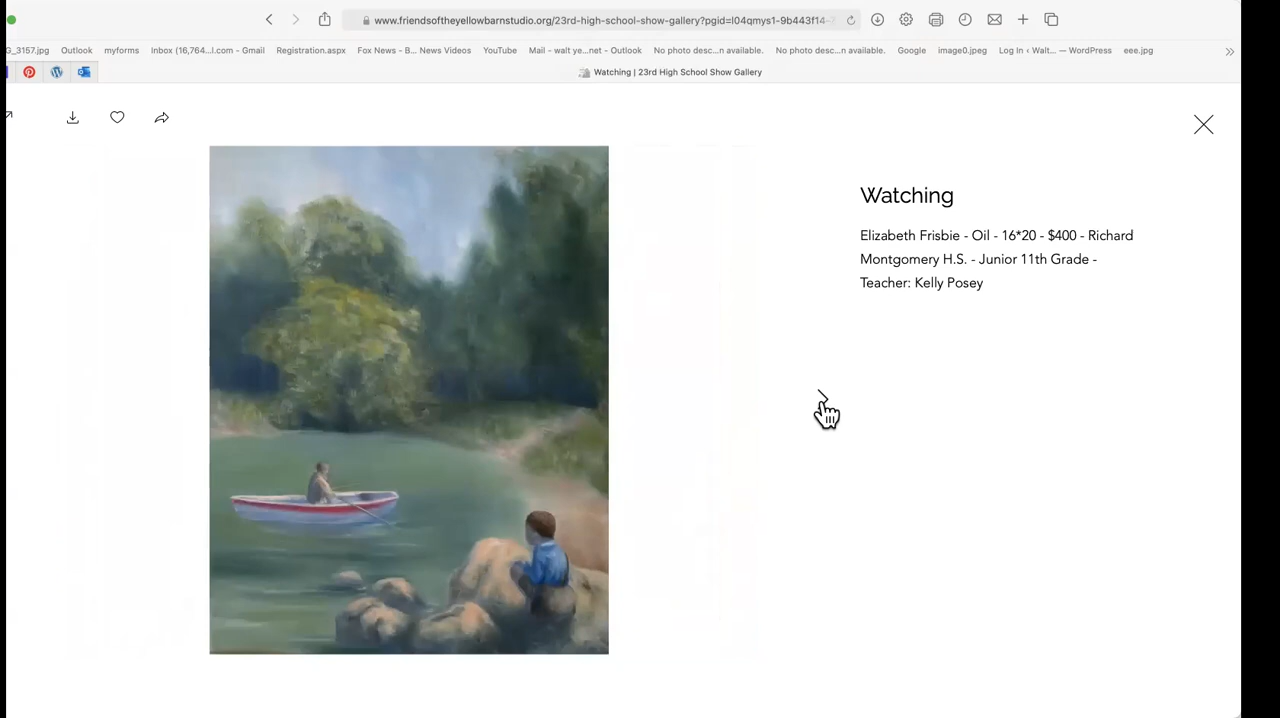 www.friendsoftheyellowbarnstudio.org/23rd-high-school-show-gallery?pgid=l04qmys1-9b443f14-
G_3157.jpg Outlook myforms Inbox (16,764...l.com - Gmail Registration.aspx Fox News - B... News Videos YouTube Mail - walt ye...net - Outlook No photo desc...n available. No photo desc...n available. Google image0.jpeg Log In ‹ Walt... — WordPress eee.jpg
Watching | 23rd High School Show Gallery
Watching
Elizabeth Frisbie - Oil - 16*20 - $400 - Richard
Montgomery H.S. - Junior 11th Grade -
Teacher: Kelly Posey